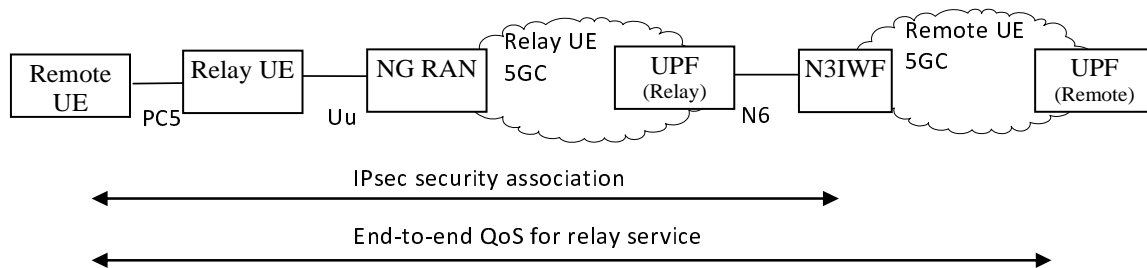 Remote
UE
PC5
Relay UE
Uu
NG RAN
Relay UE
5GC
UPF
(Relay)
N6
N3IWF
Remote UE
5GC
UPF
(Remote)
IPsec security association
End-to-end QoS for relay service